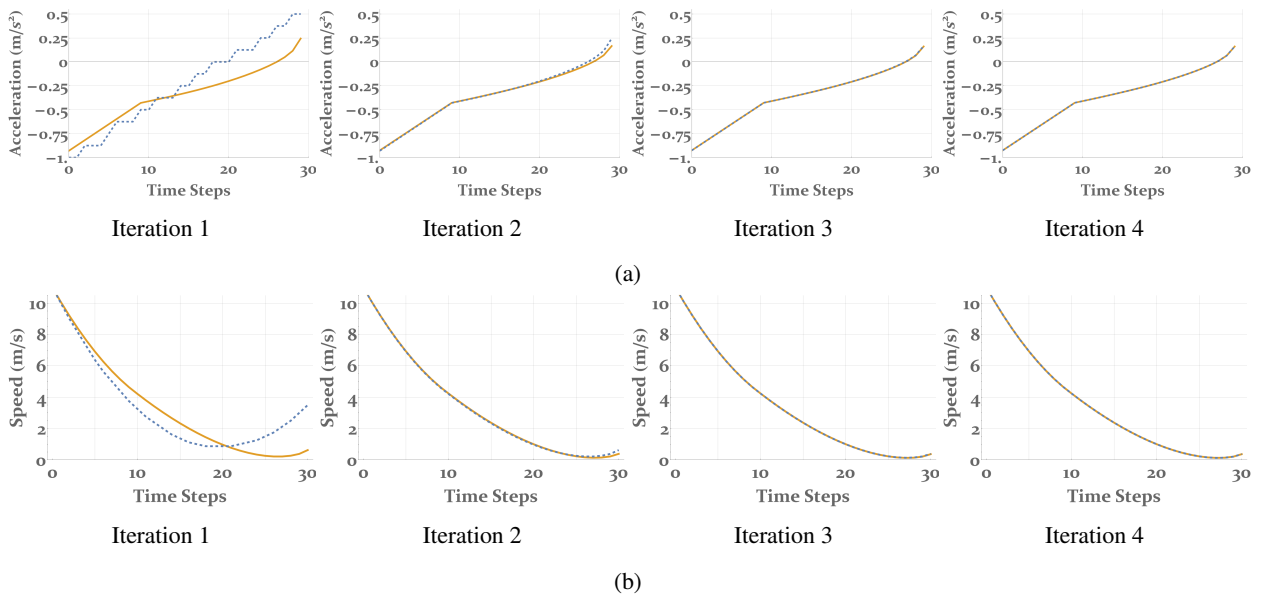 Acceleration (m/s²)
0.5
0.25
0
−0.25
−0.5
−0.75
−1.
0 10 20 30
Time Steps
Iteration 1
Acceleration (m/s²)
0.5
0.25
0
−0.25
−0.5
−0.75
−1.
0 10 20 30
Time Steps
Iteration 2
Acceleration (m/s²)
0.5
0.25
0
−0.25
−0.5
−0.75
−1.
0 10 20 30
Time Steps
Iteration 3
Acceleration (m/s²)
0.5
0.25
0
−0.25
−0.5
−0.75
−1.
0 10 20 30
Time Steps
Iteration 4
(a)
Speed (m/s)
10
8
6
4
2
0
0 10 20 30
Time Steps
Iteration 1
Speed (m/s)
10
8
6
4
2
0
0 10 20 30
Time Steps
Iteration 2
Speed (m/s)
10
8
6
4
2
0
0 10 20 30
Time Steps
Iteration 3
Speed (m/s)
10
8
6
4
2
0
0 10 20 30
Time Steps
Iteration 4
(b)